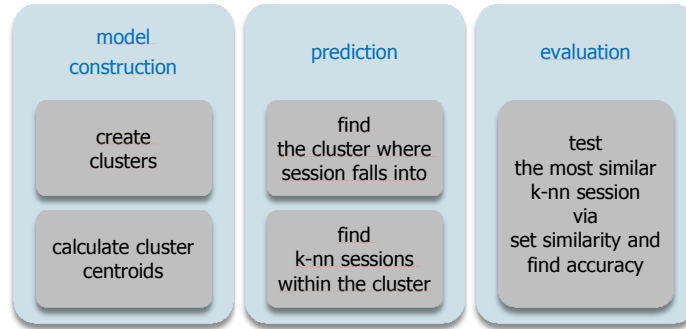 model
construction
create
clusters
calculate cluster
centroids
prediction
find
the cluster where
session falls into
find
k-nn sessions
within the cluster
evaluation
test
the most similar
k-nn session
via
set similarity and
find accuracy